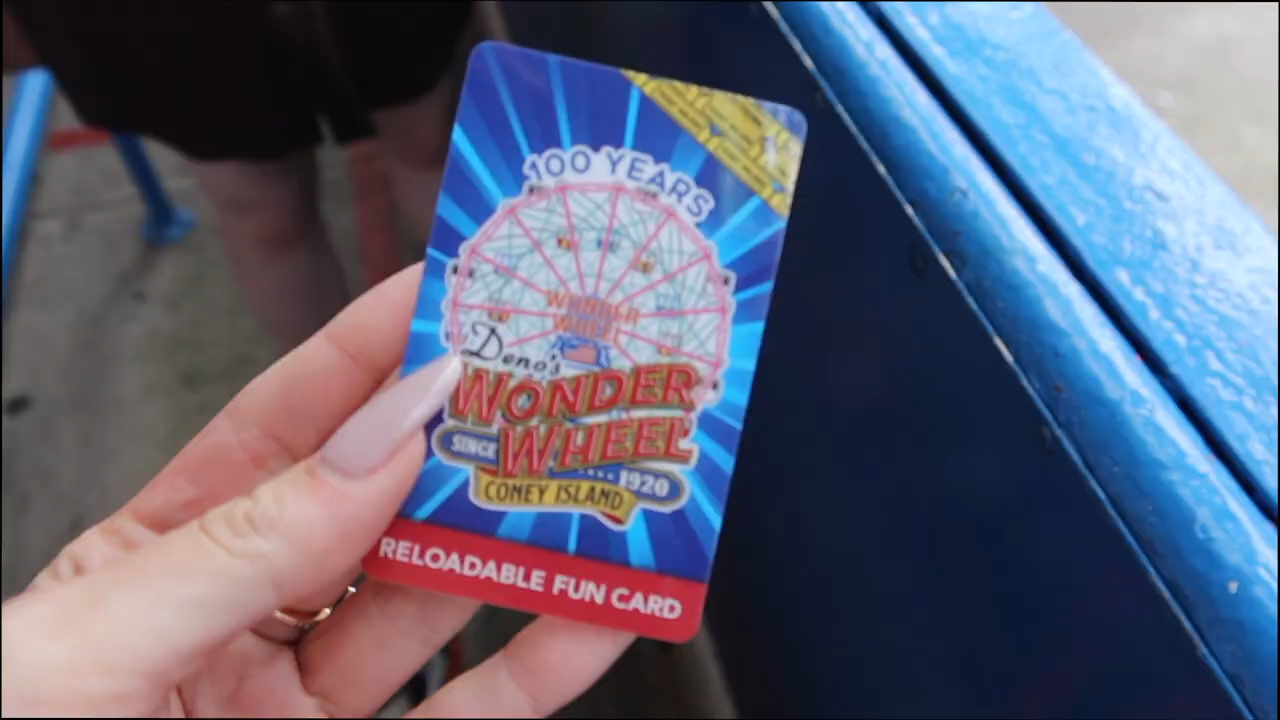 100 YEARS
WONDER
WHEEL
Deno's
WONDER
WHEEL
SINCE 1920
CONEY ISLAND
RELOADABLE FUN CARD